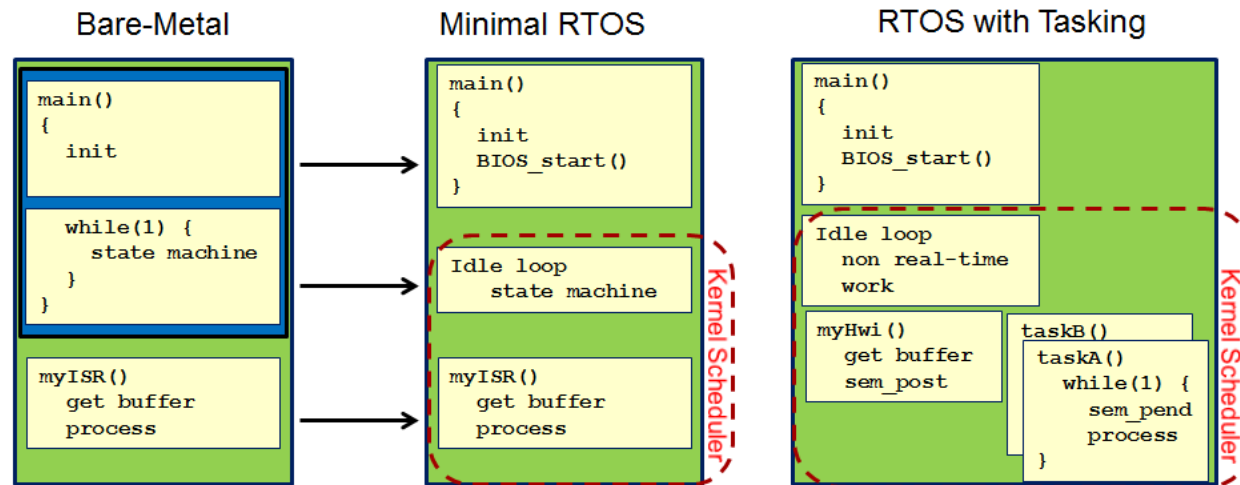 Bare-Metal
main()
{
  init
  while(1) {
    state machine
  }
}
myISR()
  get buffer
  process
Minimal RTOS
main()
{
  init
  BIOS_start()
}
Idle loop
   state machine
myISR()
  get buffer
  process
Kernel Scheduler
RTOS with Tasking
main()
{
  init
  BIOS_start()
}
Idle loop
  non real-time
  work
myHwi()
  get buffer
  sem_post
taskB()
taskA()
  while(1) {
    sem_pend
    process
}
Kernel Scheduler